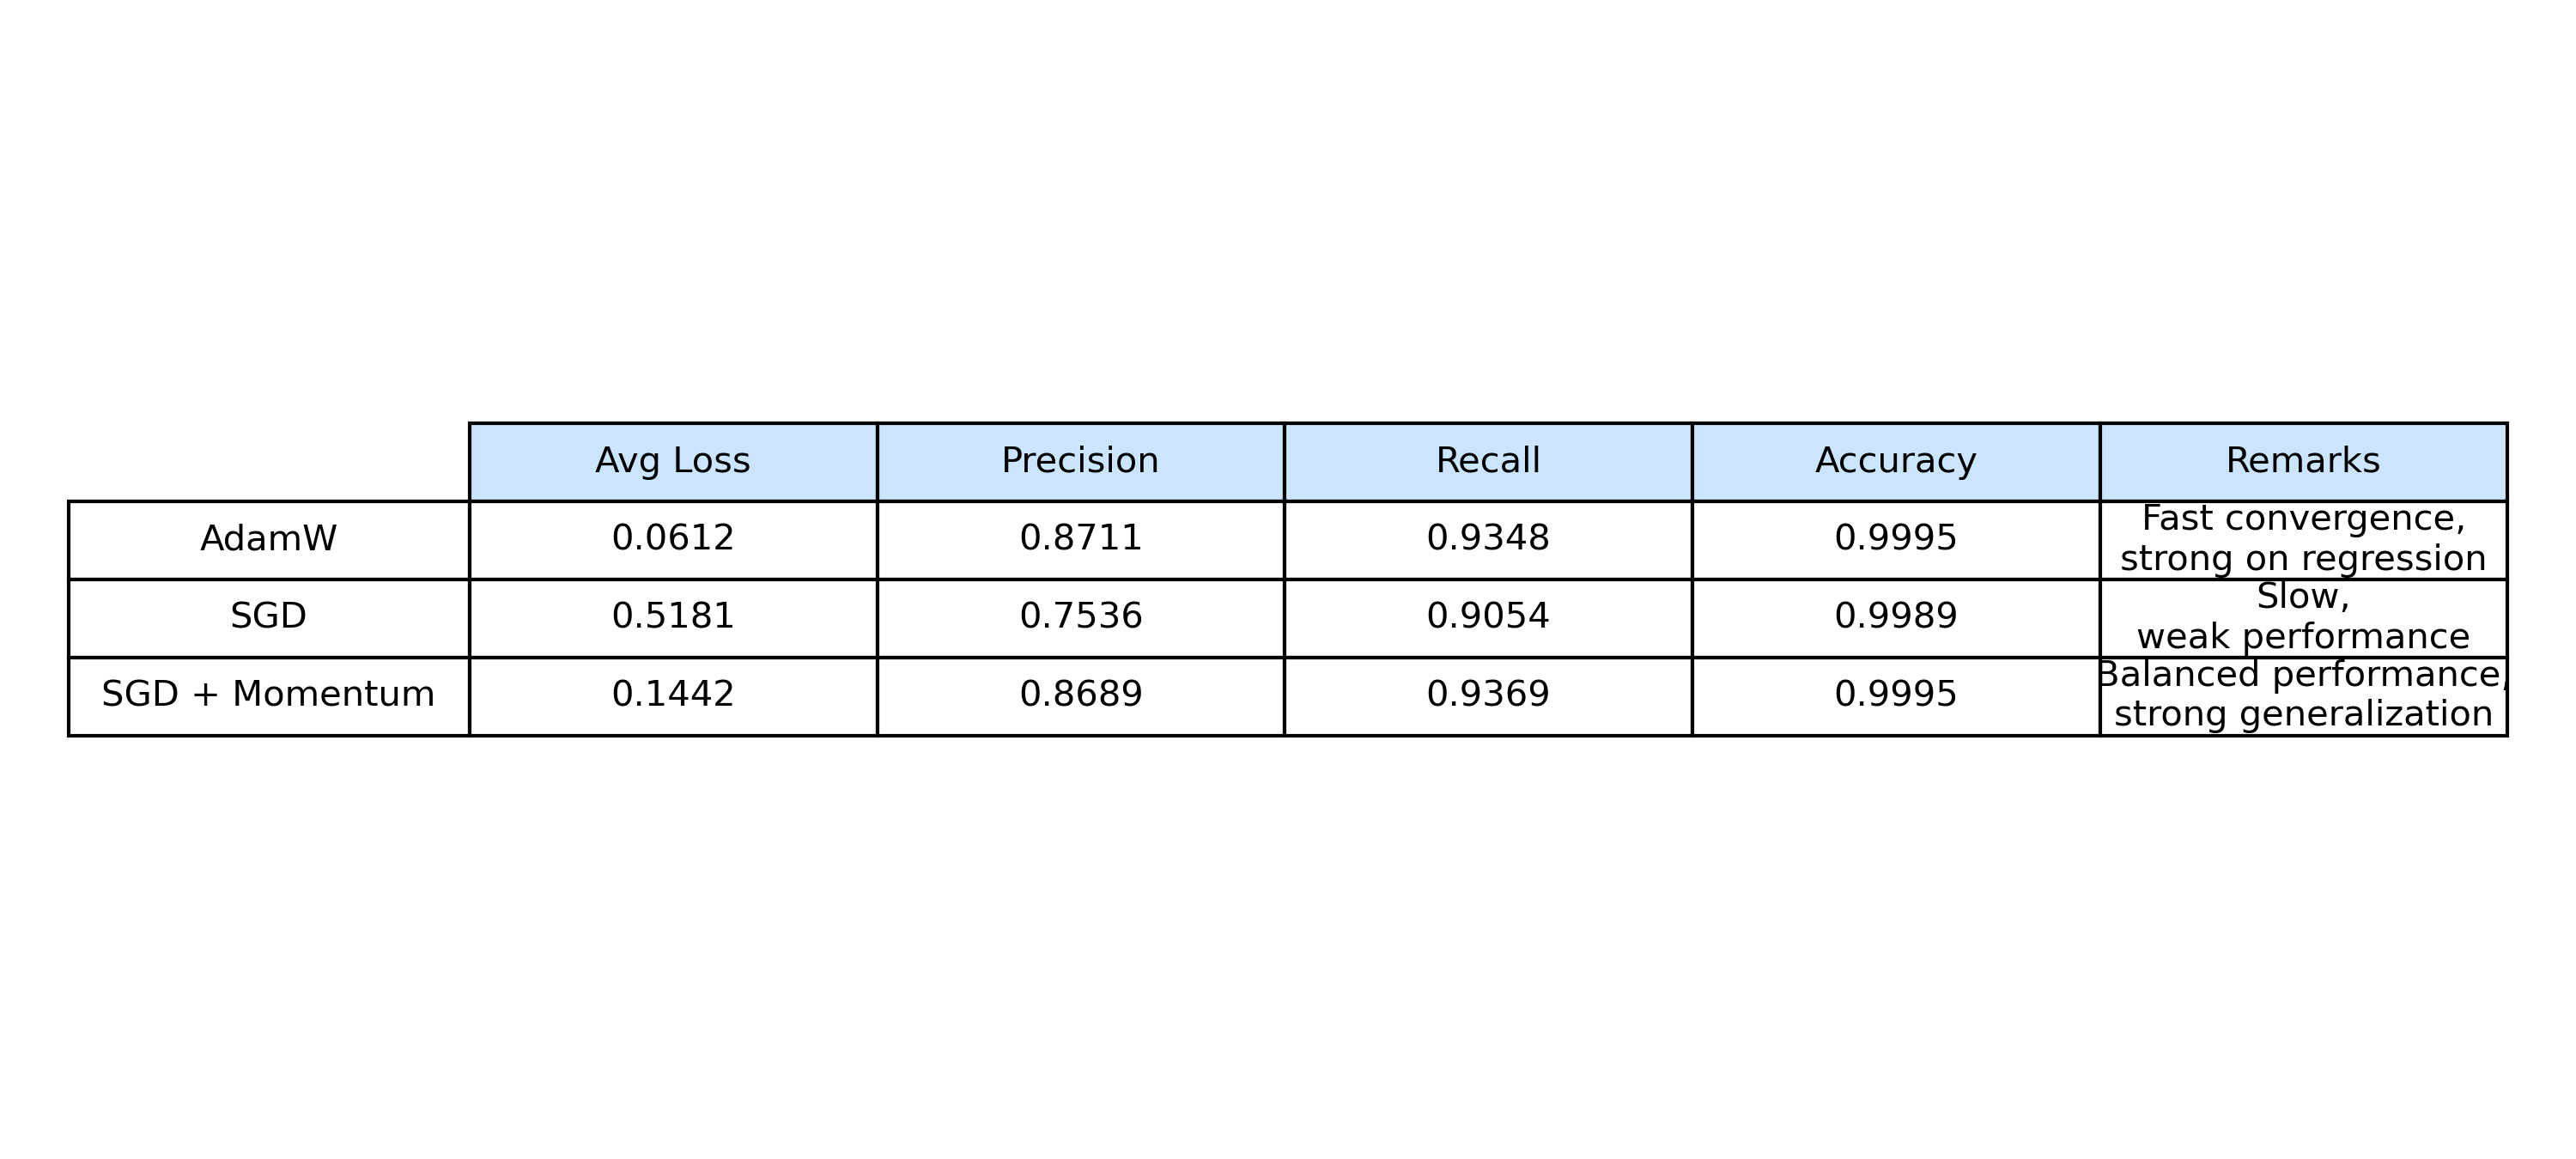 Avg Loss Precision Recall Accuracy Remarks
AdamW 0.0612 0.8711 0.9348 0.9995 Fast convergence,
strong on regression
SGD 0.5181 0.7536 0.9054 0.9989 Slow,
weak performance
SGD + Momentum 0.1442 0.8689 0.9369 0.9995 Balanced performance,
strong generalization